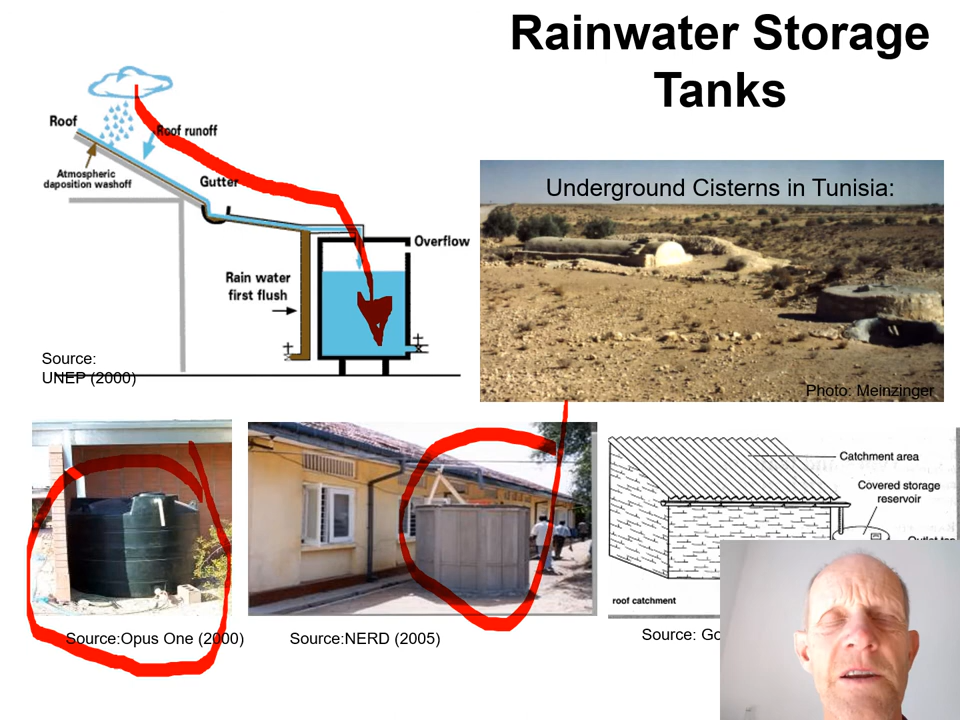 Rainwater Storage
Tanks
Roof
Roof runoff
Atmospheric
deposition washoff
Gutter
Overflow
Rain water
first flush
Source:
UNEP (2000)
Underground Cisterns in Tunisia:
Photo: Meinzinger
Catchment area
Covered storage
reservoir
roof catchment
Source:Opus One (2000)
Source:NERD (2005)
Source: